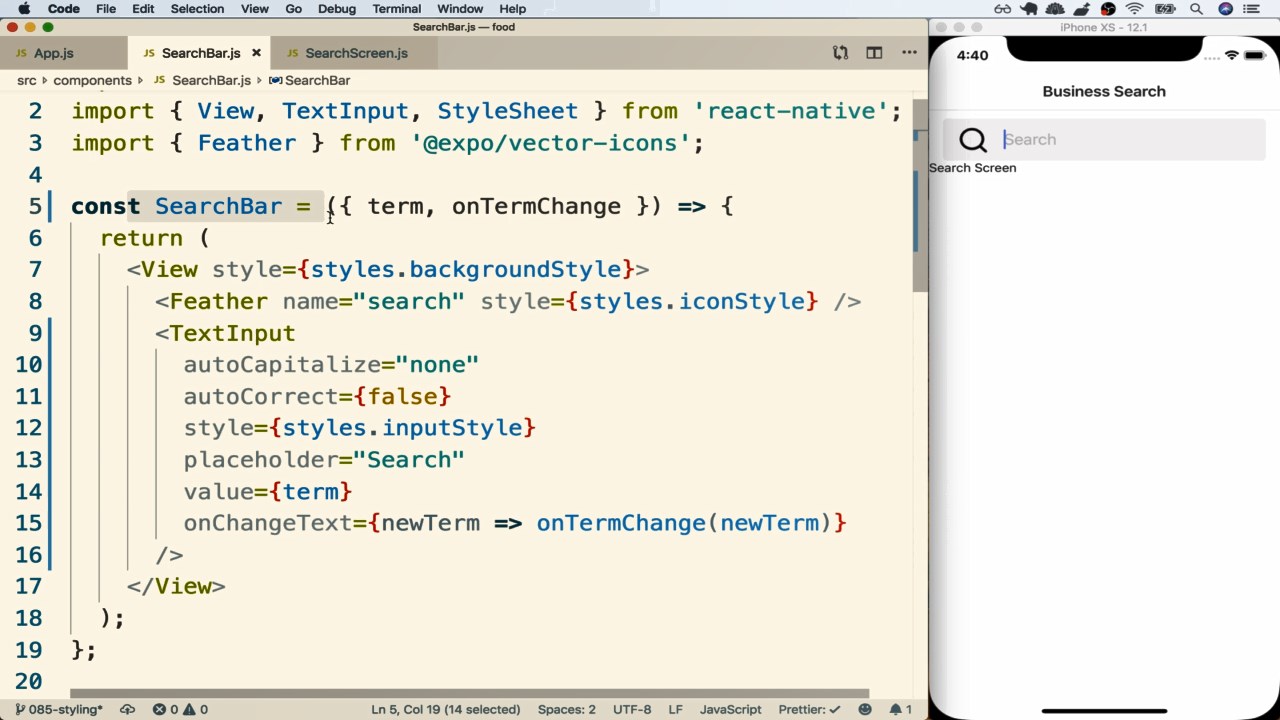 Code File Edit Selection View Go Debug Terminal Window Help
SearchBar.js — food
iPhone XS - 12.1
JS App.js
JS SearchBar.js ×
JS SearchScreen.js
src components JS SearchBar.js SearchBar
2 import { View, TextInput, StyleSheet } from 'react-native';
3 import { Feather } from '@expo/vector-icons';
4
5 const SearchBar = ({ term, onTermChange }) => {
6 return (
7 <View style={styles.backgroundStyle}>
8 <Feather name="search" style={styles.iconStyle} />
9 <TextInput
10 autoCapitalize="none"
11 autoCorrect={false}
12 style={styles.inputStyle}
13 placeholder="Search"
14 value={term}
15 onChangeText={newTerm => onTermChange(newTerm)}
16 />
17 </View>
18 );
19 };
20
085-styling* 0 0 Ln 5, Col 19 (14 selected) Spaces: 2 UTF-8 LF JavaScript Prettier: ✓ 1
4:40
Business Search
Search
Search Screen